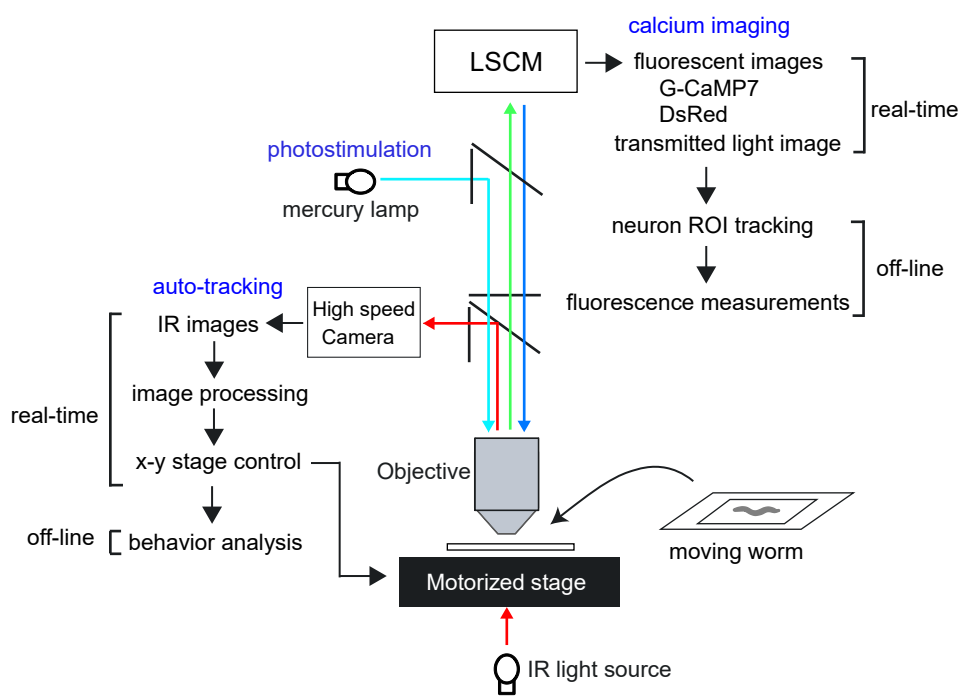 calcium imaging
LSCM
fluorescent images
G-CaMP7
DsRed
transmitted light image
real-time
photostimulation
mercury lamp
neuron ROI tracking
off-line
fluorescence measurements
auto-tracking
IR images
High speed
Camera
image processing
real-time
x-y stage control
Objective
off-line
behavior analysis
moving worm
Motorized stage
IR light source